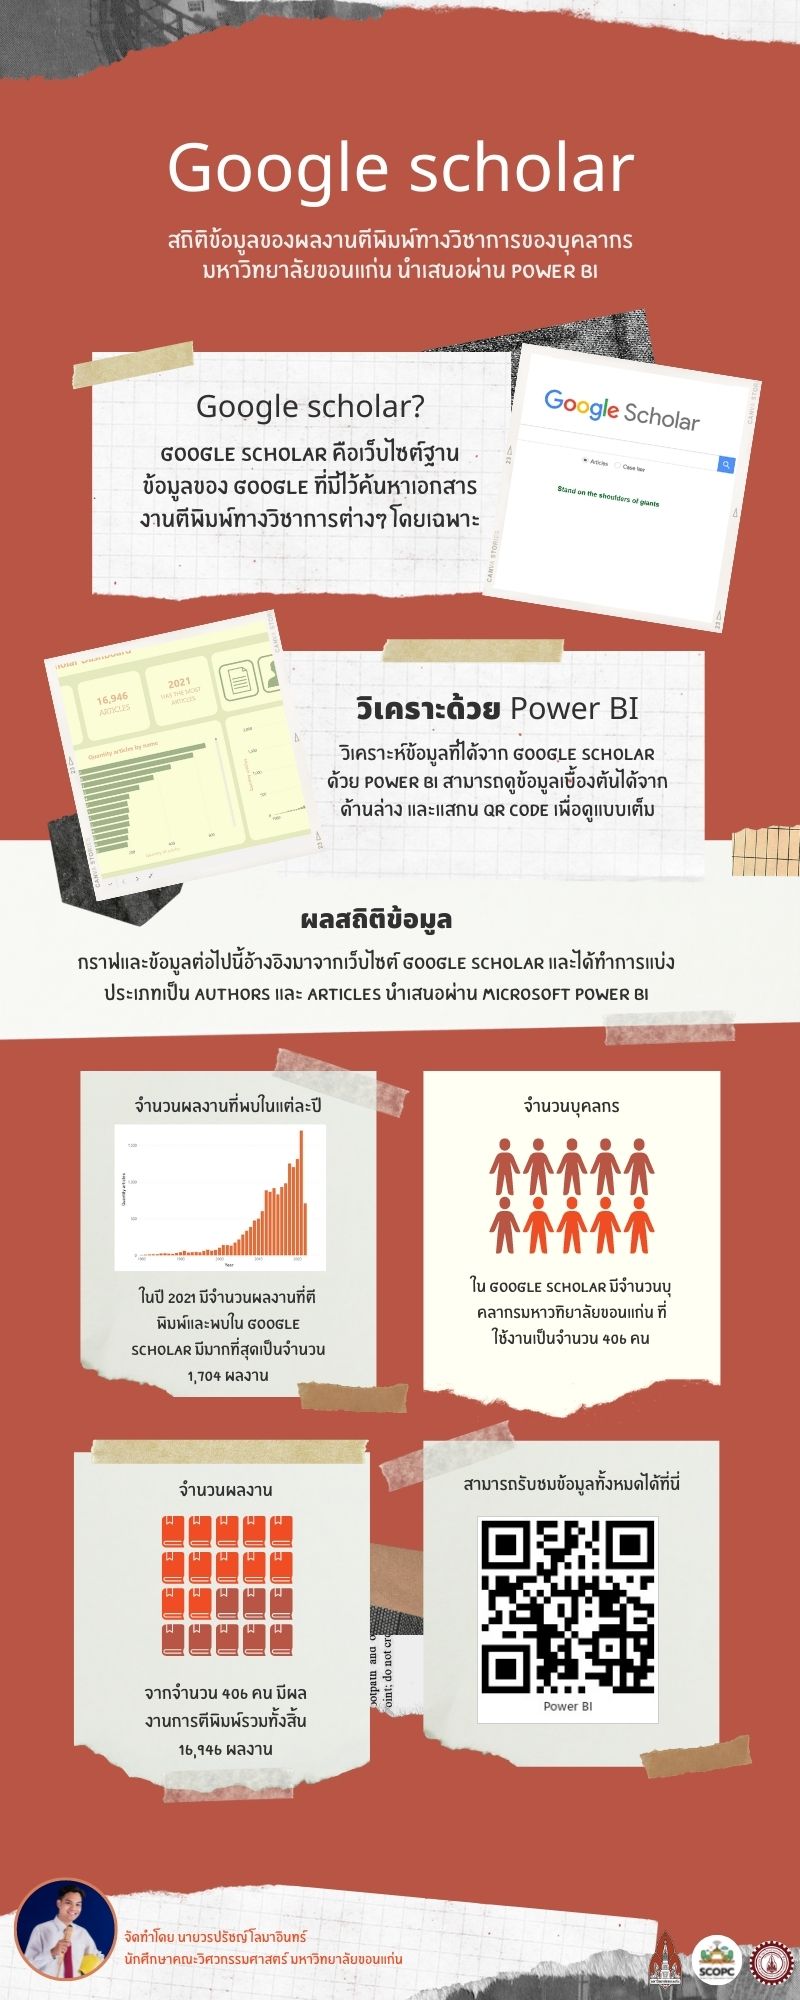 Google scholar
สถิติข้อมูลของผลงานตีพิมพ์ทางวิชาการของบุคลากร
มหาวิทยาลัยขอนแก่น นำเสนอผ่าน POWER BI
Google scholar?
GOOGLE SCHOLAR คือเว็บไซต์ฐาน
ข้อมูลของ GOOGLE ที่มีไว้ค้นหาเอกสาร
งานตีพิมพ์ทางวิชาการต่างๆ โดยเฉพาะ
Google Scholar
Articles Case law
Stand on the shoulders of giants
CANVA STORIES
23
16,946
ARTICLES
2021
HAS THE MOST
ARTICLES
Quantity articles by name
วิเคราะด้วย Power BI
วิเคราะห์ข้อมูลที่ได้จาก GOOGLE SCHOLAR
ด้วย POWER BI สามารถดูข้อมูลเบื้องต้นได้จาก
ด้านล่าง และแสกน QR CODE เพื่อดูแบบเต็ม
ผลสถิติข้อมูล
กราฟและข้อมูลต่อไปนี้อ้างอิงมาจากเว็บไซต์ GOOGLE SCHOLAR และได้ทำการแบ่ง
ประเภทเป็น AUTHORS และ ARTICLES นำเสนอผ่าน MICROSOFT POWER BI
จำนวนผลงานที่พบในแต่ละปี
Quantity articles
Year
ในปี 2021 มีจำนวนผลงานที่ตี
พิมพ์และพบใน GOOGLE
SCHOLAR มีมากที่สุดเป็นจำนวน
1,704 ผลงาน
จำนวนบุคลากร
ใน GOOGLE SCHOLAR มีจำนวนบุ
คลากรมหาวทิยาลัยขอนแก่น ที่
ใช้งานเป็นจำนวน 406 คน
จำนวนผลงาน
จากจำนวน 406 คน มีผล
งานการตีพิมพ์รวมทั้งสิ้น
16,946 ผลงาน
สามารถรับชมข้อมูลทั้งหมดได้ที่นี่
Power BI
จัดทำโดย นายวรปรัชญ์ โลมาอินทร์
นักศึกษาคณะวิศวกรรมศาสตร์ มหาวิทยาลัยขอนแก่น
SCOPC